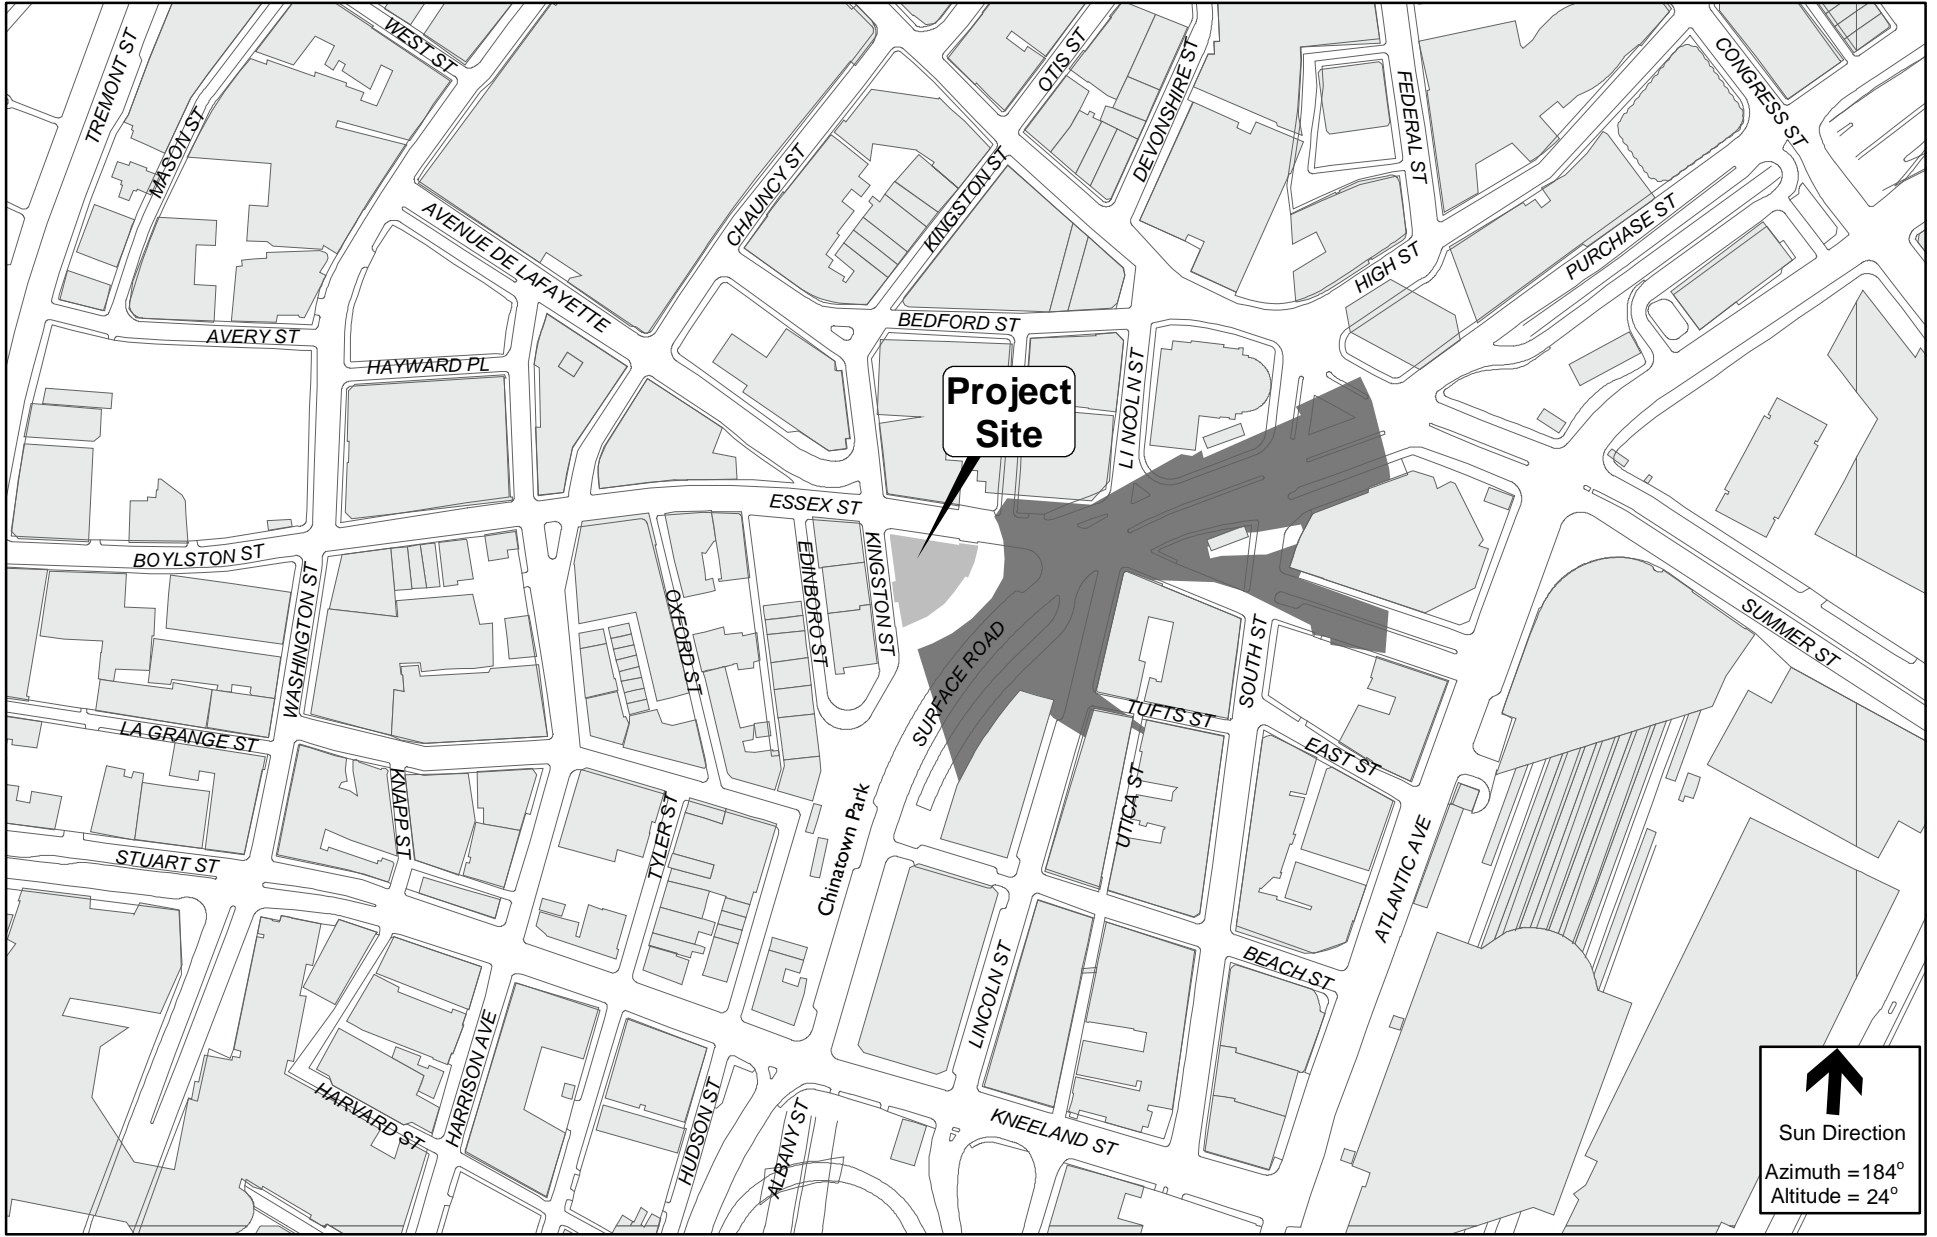 WEST ST
TREMONT ST
MASON ST
OTIS ST
DEVONSHIRE ST
FEDERAL ST
CONGRESS ST
CHAUNCY ST
KINGSTON ST
AVENUE DE LAFAYETTE
PURCHASE ST
HIGH ST
AVERY ST
BEDFORD ST
HAYWARD PL
LINCOLN ST
Project
Site
ESSEX ST
BOYLSTON ST
WASHINGTON ST
OXFORD ST
EDINBORO ST
KINGSTON ST
SURFACE ROAD
SOUTH ST
SUMMER ST
TUFTS ST
LA GRANGE ST
KNAPP ST
EAST ST
UTICA ST
TYLER ST
Chinatown Park
STUART ST
ATLANTIC AVE
BEACH ST
LINCOLN ST
HARRISON AVE
HARVARD ST
HUDSON ST
ALBANY ST
KNEELAND ST
Sun Direction
Azimuth =184°
Altitude = 24°